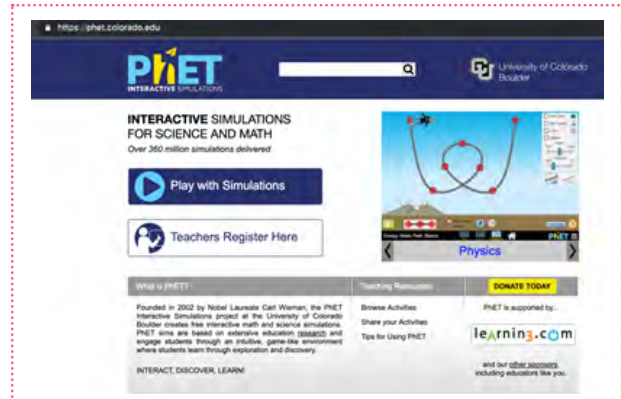 https://phet.colorado.edu
PhET
INTERACTIVE SIMULATIONS
University of Colorado
Boulder
INTERACTIVE SIMULATIONS
FOR SCIENCE AND MATH
Over 360 million simulations delivered
Play with Simulations
Teachers Register Here
Physics
What is PhET?
Founded in 2002 by Nobel Laureate Carl Wieman, the PhET
Interactive Simulations project at the University of Colorado
Boulder creates free interactive math and science simulations.
PhET sims are based on extensive education research and
engage students through an intuitive, game-like environment
where students learn through exploration and discovery.
INTERACT, DISCOVER, LEARN!
Teaching Resources
Browse Activities
Share your Activities
Tips for Using PhET
DONATE TODAY
PhET is supported by...
learning.com
and our other sponsors,
including educators like you.